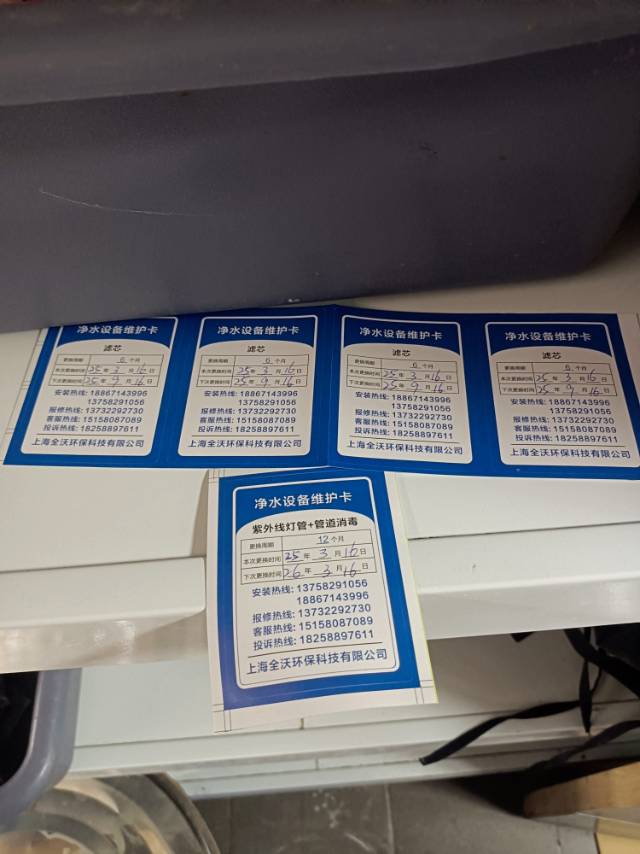 净水设备维护卡
滤芯
更换周期 6 个月
本次更换时间 25 年 3 月 16 日
下次更换时间 25 年 9 月 16 日
安装热线: 18867143996
13758291056
报修热线: 13732292730
客服热线: 15158087089
投诉热线: 18258897611
上海全沃环保科技有限公司
净水设备维护卡
滤芯
更换周期 6 个月
本次更换时间 25 年 3 月 16 日
下次更换时间 25 年 9 月 16 日
安装热线: 18867143996
13758291056
报修热线: 13732292730
客服热线: 15158087089
投诉热线: 18258897611
上海全沃环保科技有限公司
净水设备维护卡
滤芯
更换周期 6 个月
本次更换时间 25 年 3 月 16 日
下次更换时间 25 年 9 月 16 日
安装热线: 18867143996
13758291056
报修热线: 13732292730
客服热线: 15158087089
投诉热线: 18258897611
上海全沃环保科技有限公司
净水设备维护卡
滤芯
更换周期 6 个月
本次更换时间 25 年 3 月 16 日
下次更换时间 25 年 9 月 16 日
安装热线: 18867143996
13758291056
报修热线: 13732292730
客服热线: 15158087089
投诉热线: 18258897611
上海全沃环保科技有限公司
净水设备维护卡
紫外线灯管+管道消毒
更换周期 12 个月
本次更换时间 25 年 3 月 16 日
下次更换时间 26 年 3 月 16 日
安装热线: 13758291056
18867143996
报修热线: 13732292730
客服热线: 15158087089
投诉热线: 18258897611
上海全沃环保科技有限公司